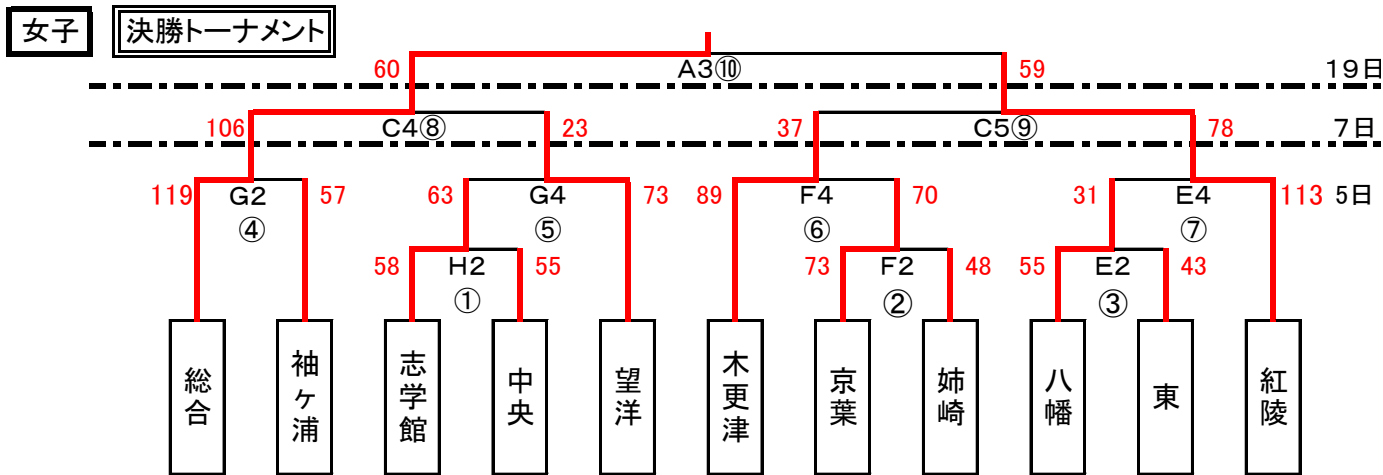 女子 決勝トーナメント
60 A3⑩ 59 19日
106 C4⑧ 23 37 C5⑨ 78 7日
119 G2 57 63 G4 73 89 F4 70 31 E4 113 5日
④ ⑤ ⑥ ⑦
58 H2 55 73 F2 48 55 E2 43
① ② ③
総合
袖ヶ浦
志学館
中央
望洋
木更津
京葉
姉崎
八幡
東
紅陵